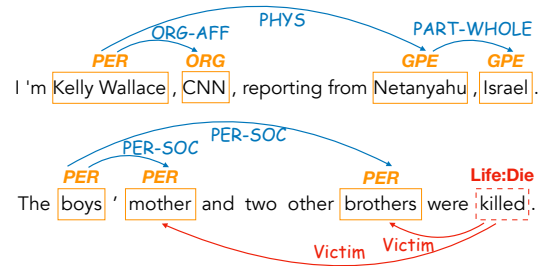 PHYS
ORG-AFF PART-WHOLE
PER ORG GPE GPE
I 'm Kelly Wallace , CNN , reporting from Netanyahu , Israel .
PER-SOC
PER-SOC
PER PER PER Life:Die
The boys ' mother and two other brothers were killed .
Victim Victim